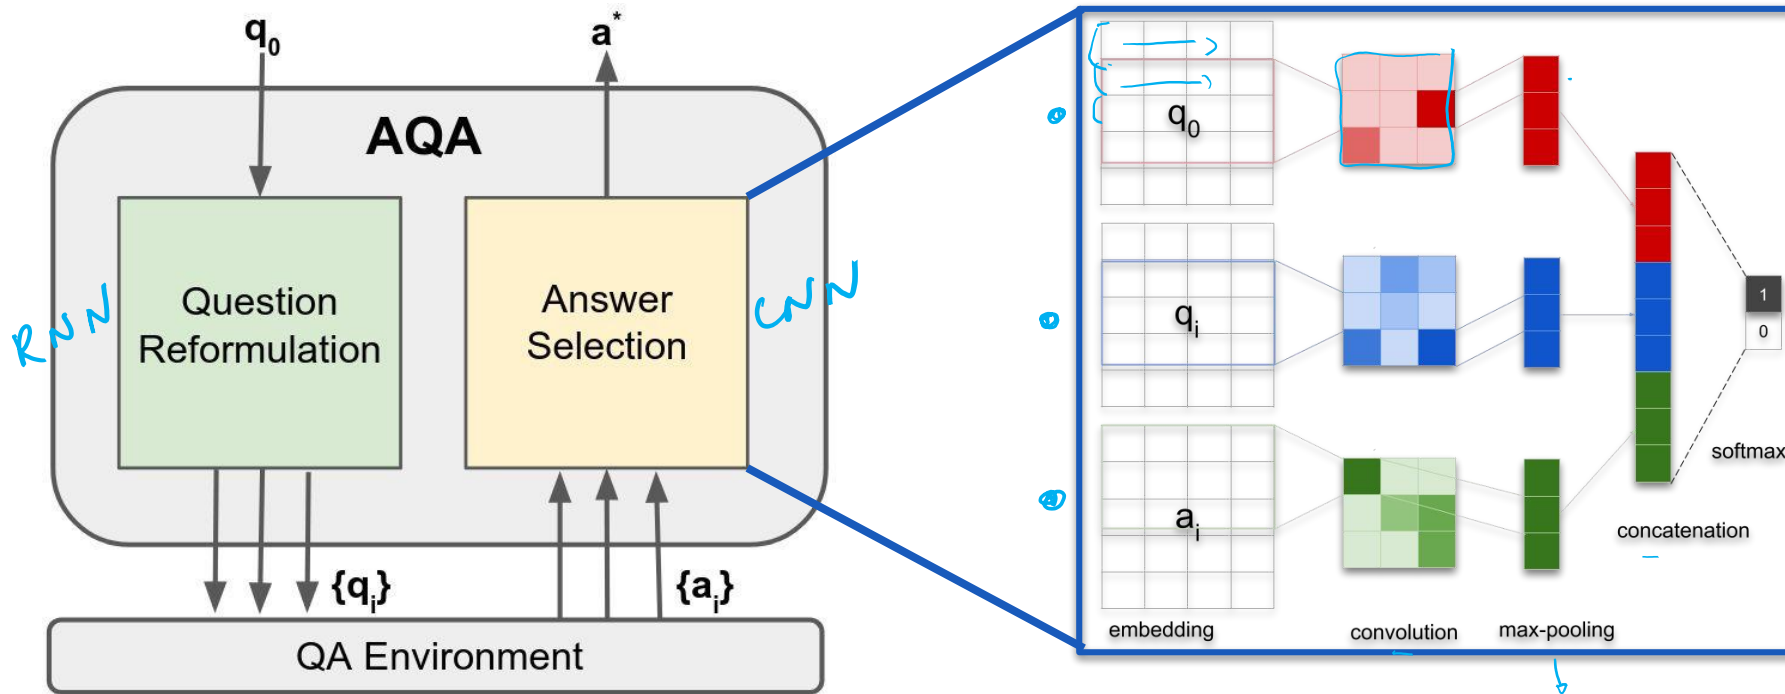 q0
a*
AQA
Question
Reformulation
Answer
Selection
RNN
CNN
{qi}
{ai}
QA Environment
q0
qi
ai
1
0
softmax
concatenation
embedding
convolution
max-pooling